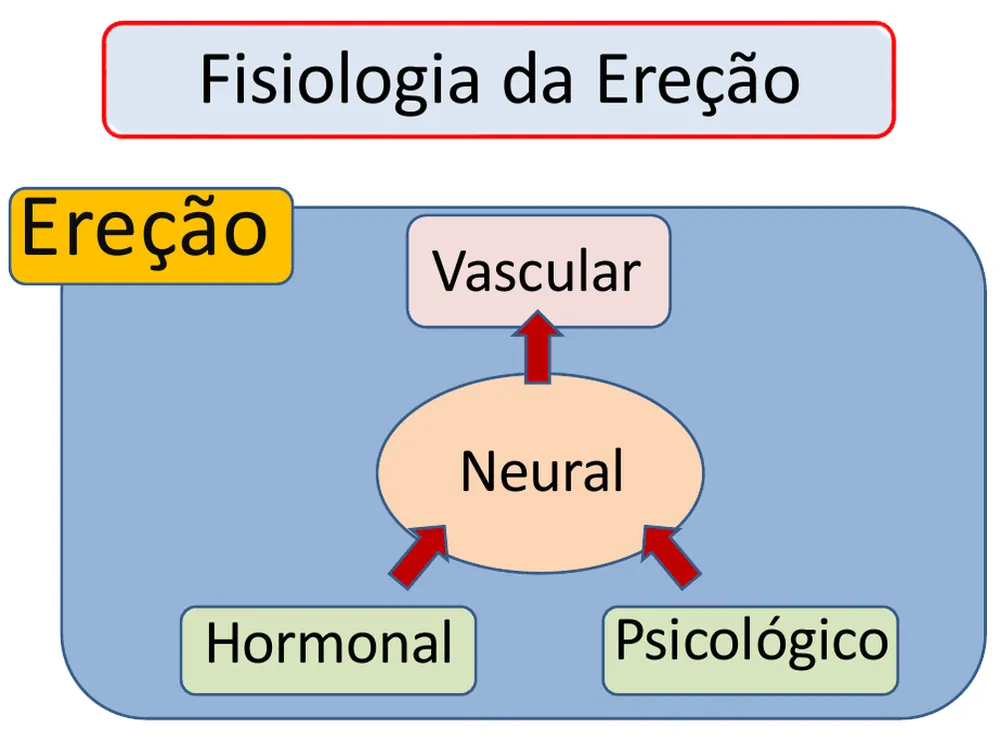 Fisiologia da Ereção
Ereção
Vascular
Neural
Hormonal
Psicológico